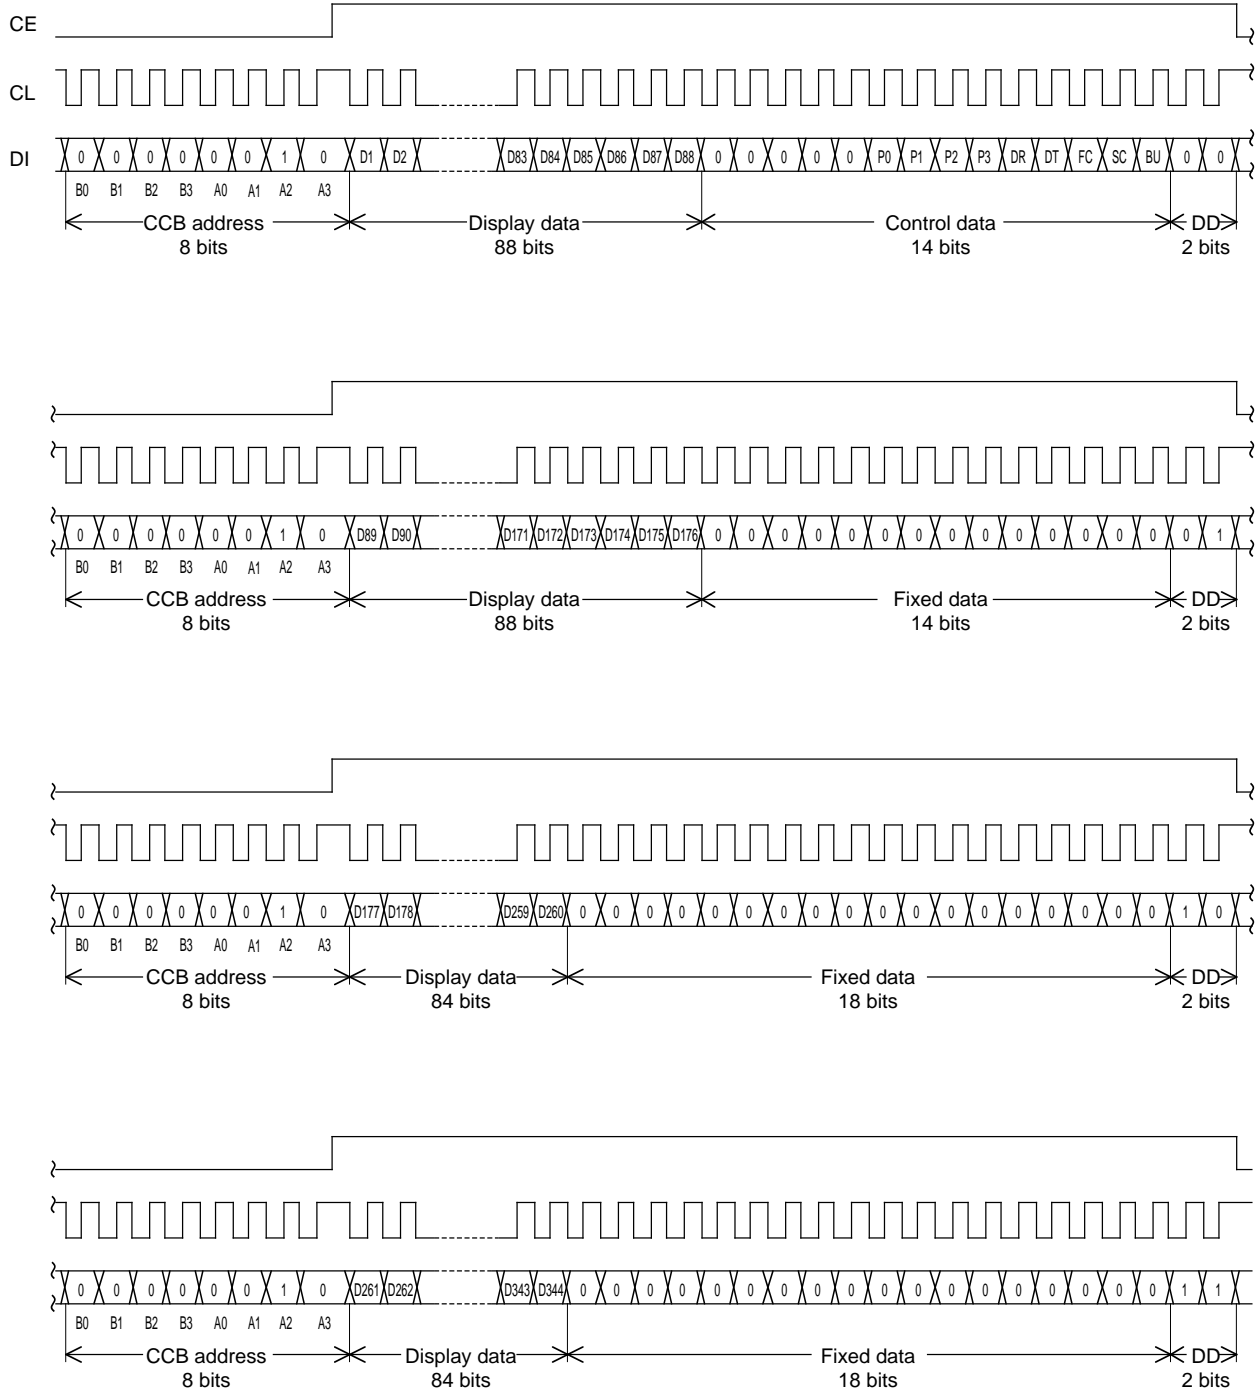 CE
CL
DI 0 0 0 0 0 0 1 0 D1 D2 D83 D84 D85 D86 D87 D88 0 0 0 0 0 P0 P1 P2 P3 DR DT FC SC BU 0 0
B0 B1 B2 B3 A0 A1 A2 A3
CCB address Display data Control data DD
8 bits 88 bits 14 bits 2 bits
0 0 0 0 0 0 1 0 D89 D90 D171 D172 D173 D174 D175 D176 0 0 0 0 0 0 0 0 0 0 0 0 0 0 0 1
B0 B1 B2 B3 A0 A1 A2 A3
CCB address Display data Fixed data DD
8 bits 88 bits 14 bits 2 bits
0 0 0 0 0 0 1 0 D177 D178 D259 D260 0 0 0 0 0 0 0 0 0 0 0 0 0 0 0 0 0 0 1 0
B0 B1 B2 B3 A0 A1 A2 A3
CCB address Display data Fixed data DD
8 bits 84 bits 18 bits 2 bits
0 0 0 0 0 0 1 0 D261 D262 D343 D344 0 0 0 0 0 0 0 0 0 0 0 0 0 0 0 0 0 0 1 1
B0 B1 B2 B3 A0 A1 A2 A3
CCB address Display data Fixed data DD
8 bits 84 bits 18 bits 2 bits